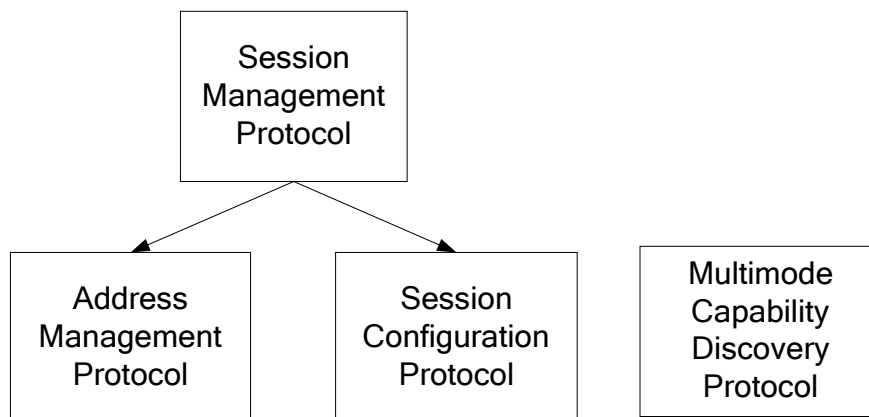 Session
Management
Protocol
Address
Management
Protocol
Session
Configuration
Protocol
Multimode
Capability
Discovery
Protocol